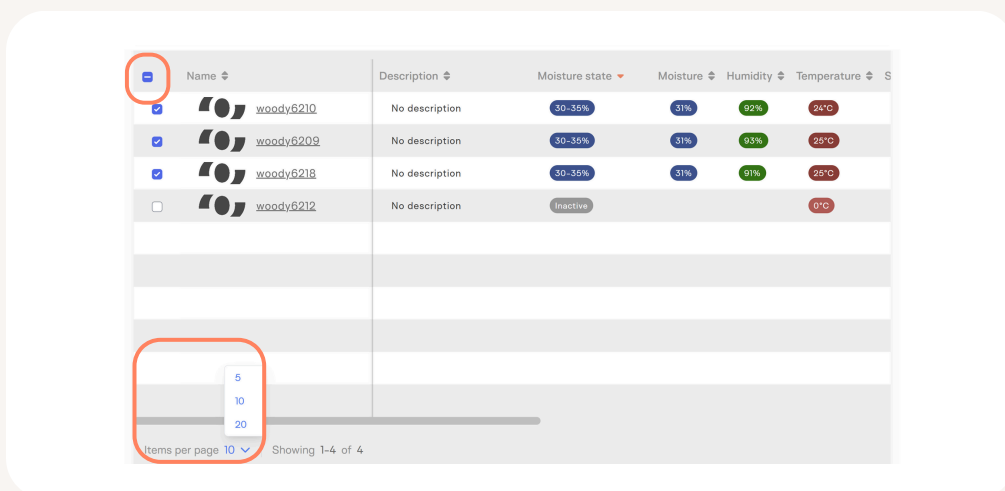 Name Description Moisture state Moisture Humidity Temperature S
woody6210 No description 30-35% 31% 92% 24°C
woody6209 No description 30-35% 31% 93% 25°C
woody6218 No description 30-35% 31% 91% 25°C
woody6212 No description Inactive 0°C
5
10
20
Items per page 10 Showing 1-4 of 4